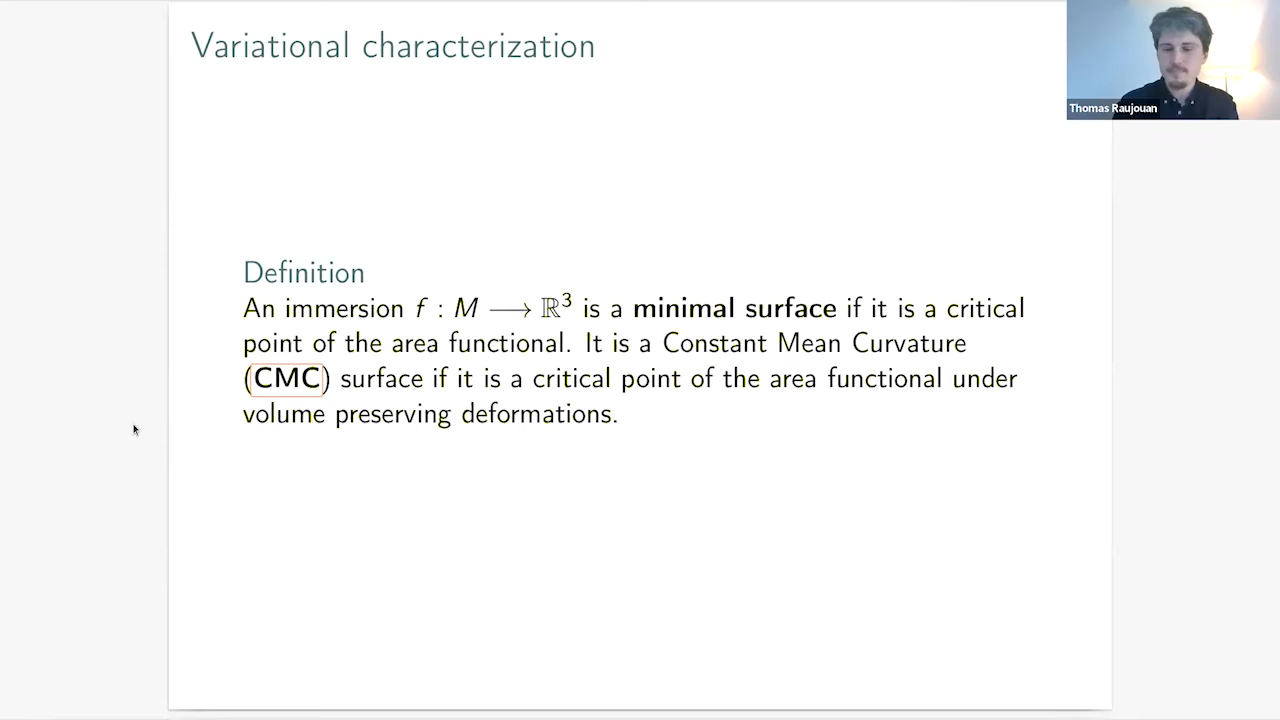 Variational characterization
Thomas Raujouan
Definition
An immersion f : M ⟶ ℝ³ is a minimal surface if it is a critical
point of the area functional. It is a Constant Mean Curvature
(CMC) surface if it is a critical point of the area functional under
volume preserving deformations.